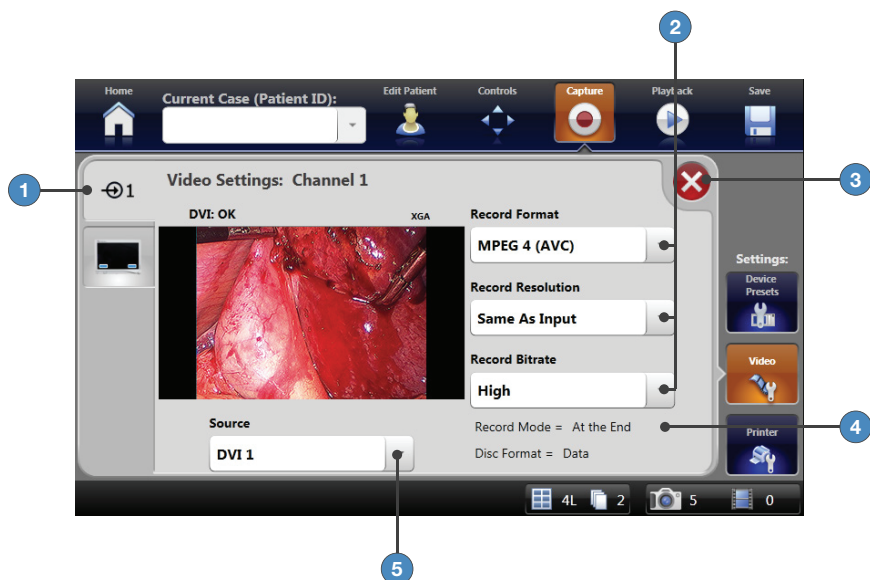 2
Home
Current Case (Patient ID):
Edit Patient
Controls
Capture
Playback
Save
1
1
Video Settings: Channel 1
3
DVI: OK
XGA
Record Format
MPEG 4 (AVC)
Record Resolution
Same As Input
Record Bitrate
High
Settings:
Device
Presets
Video
Printer
Source
DVI 1
Record Mode = At the End
4
Disc Format = Data
4L
2
5
0
5